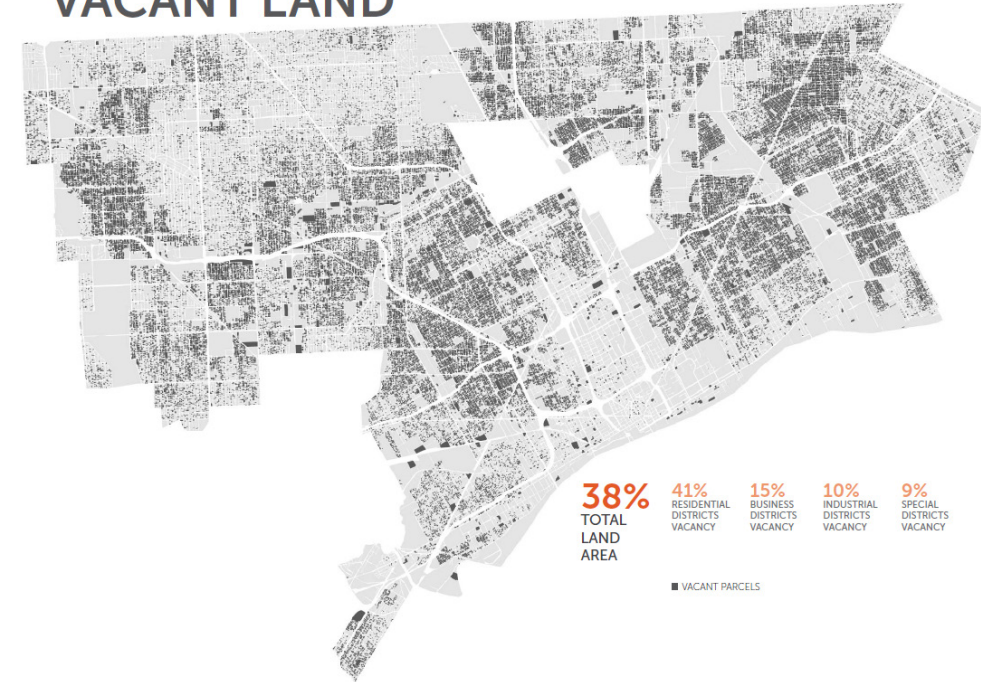 VACANT LAND
38%
TOTAL
LAND
AREA
41%
RESIDENTIAL
DISTRICTS
VACANCY
15%
BUSINESS
DISTRICTS
VACANCY
10%
INDUSTRIAL
DISTRICTS
VACANCY
9%
SPECIAL
DISTRICTS
VACANCY
VACANT PARCELS